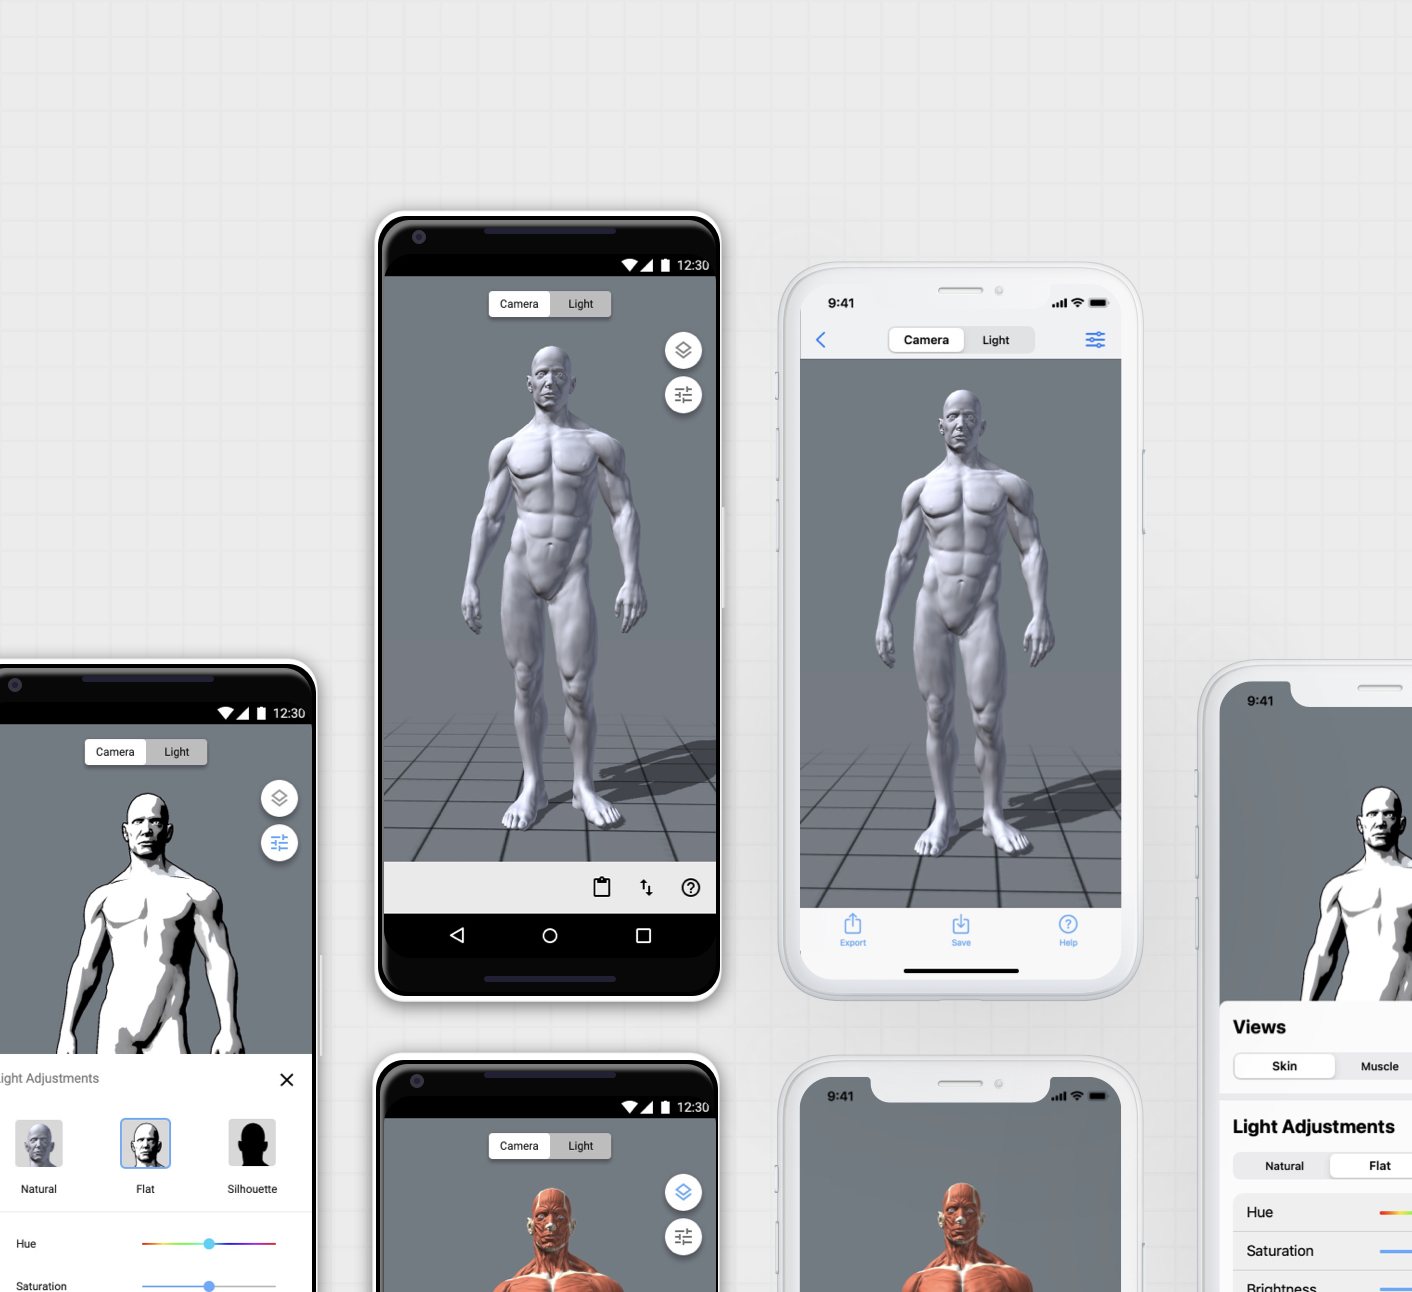 12:30
Camera Light
9:41
Camera Light
Export Save Help
12:30
Camera Light
Light Adjustments
Natural Flat Silhouette
Hue
Saturation
12:30
Camera Light
9:41
9:41
Views
Skin Muscle
Light Adjustments
Natural Flat
Hue
Saturation
Brightness